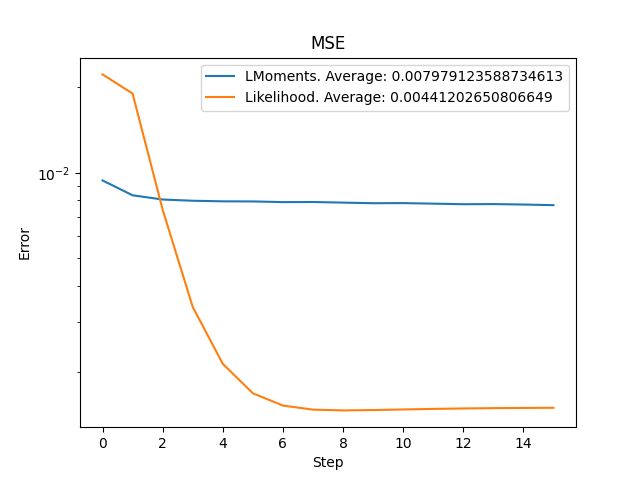 MSE
LMoments. Average: 0.007979123588734613
Likelihood. Average: 0.00441202650806649
10⁻²
Error
0 2 4 6 8 10 12 14
Step